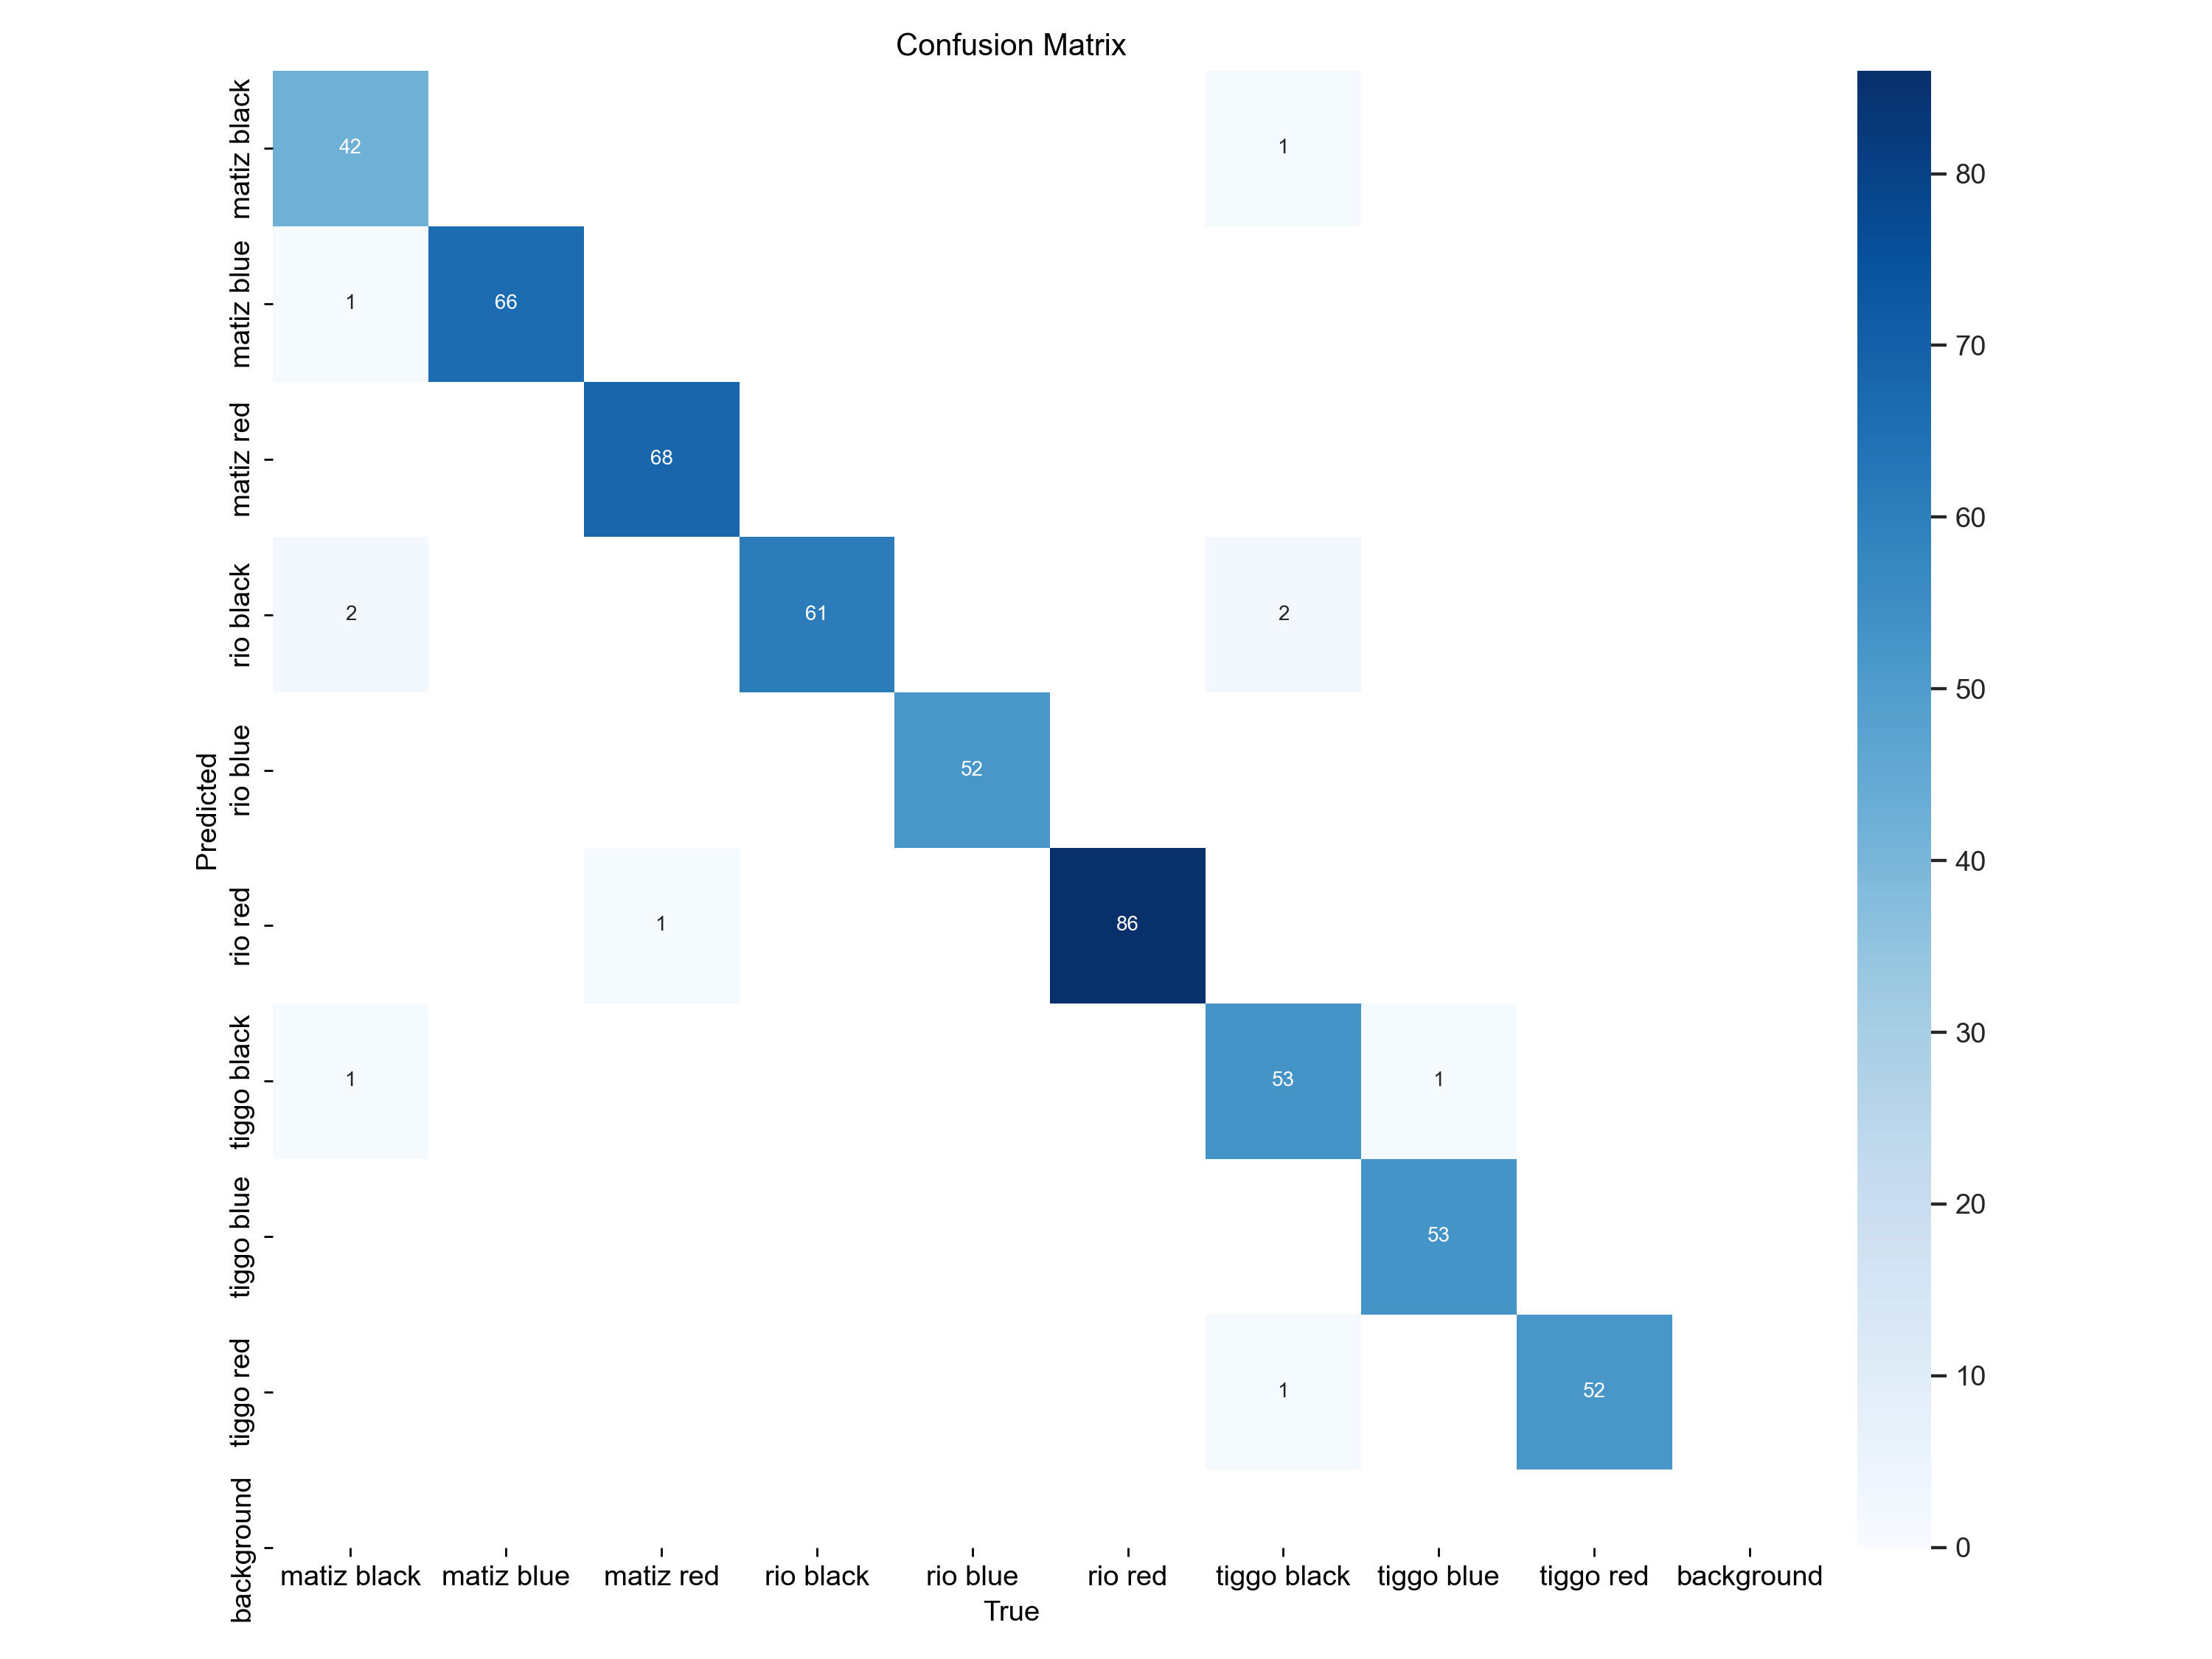 Confusion Matrix
matiz black
42
1
matiz blue
1
66
matiz red
68
rio black
2
61
2
rio blue
52
rio red
1
86
tiggo black
1
53
1
tiggo blue
53
tiggo red
1
52
background
Predicted
matiz black matiz blue matiz red rio black rio blue rio red tiggo black tiggo blue tiggo red background
True
80
70
60
50
40
30
20
10
0